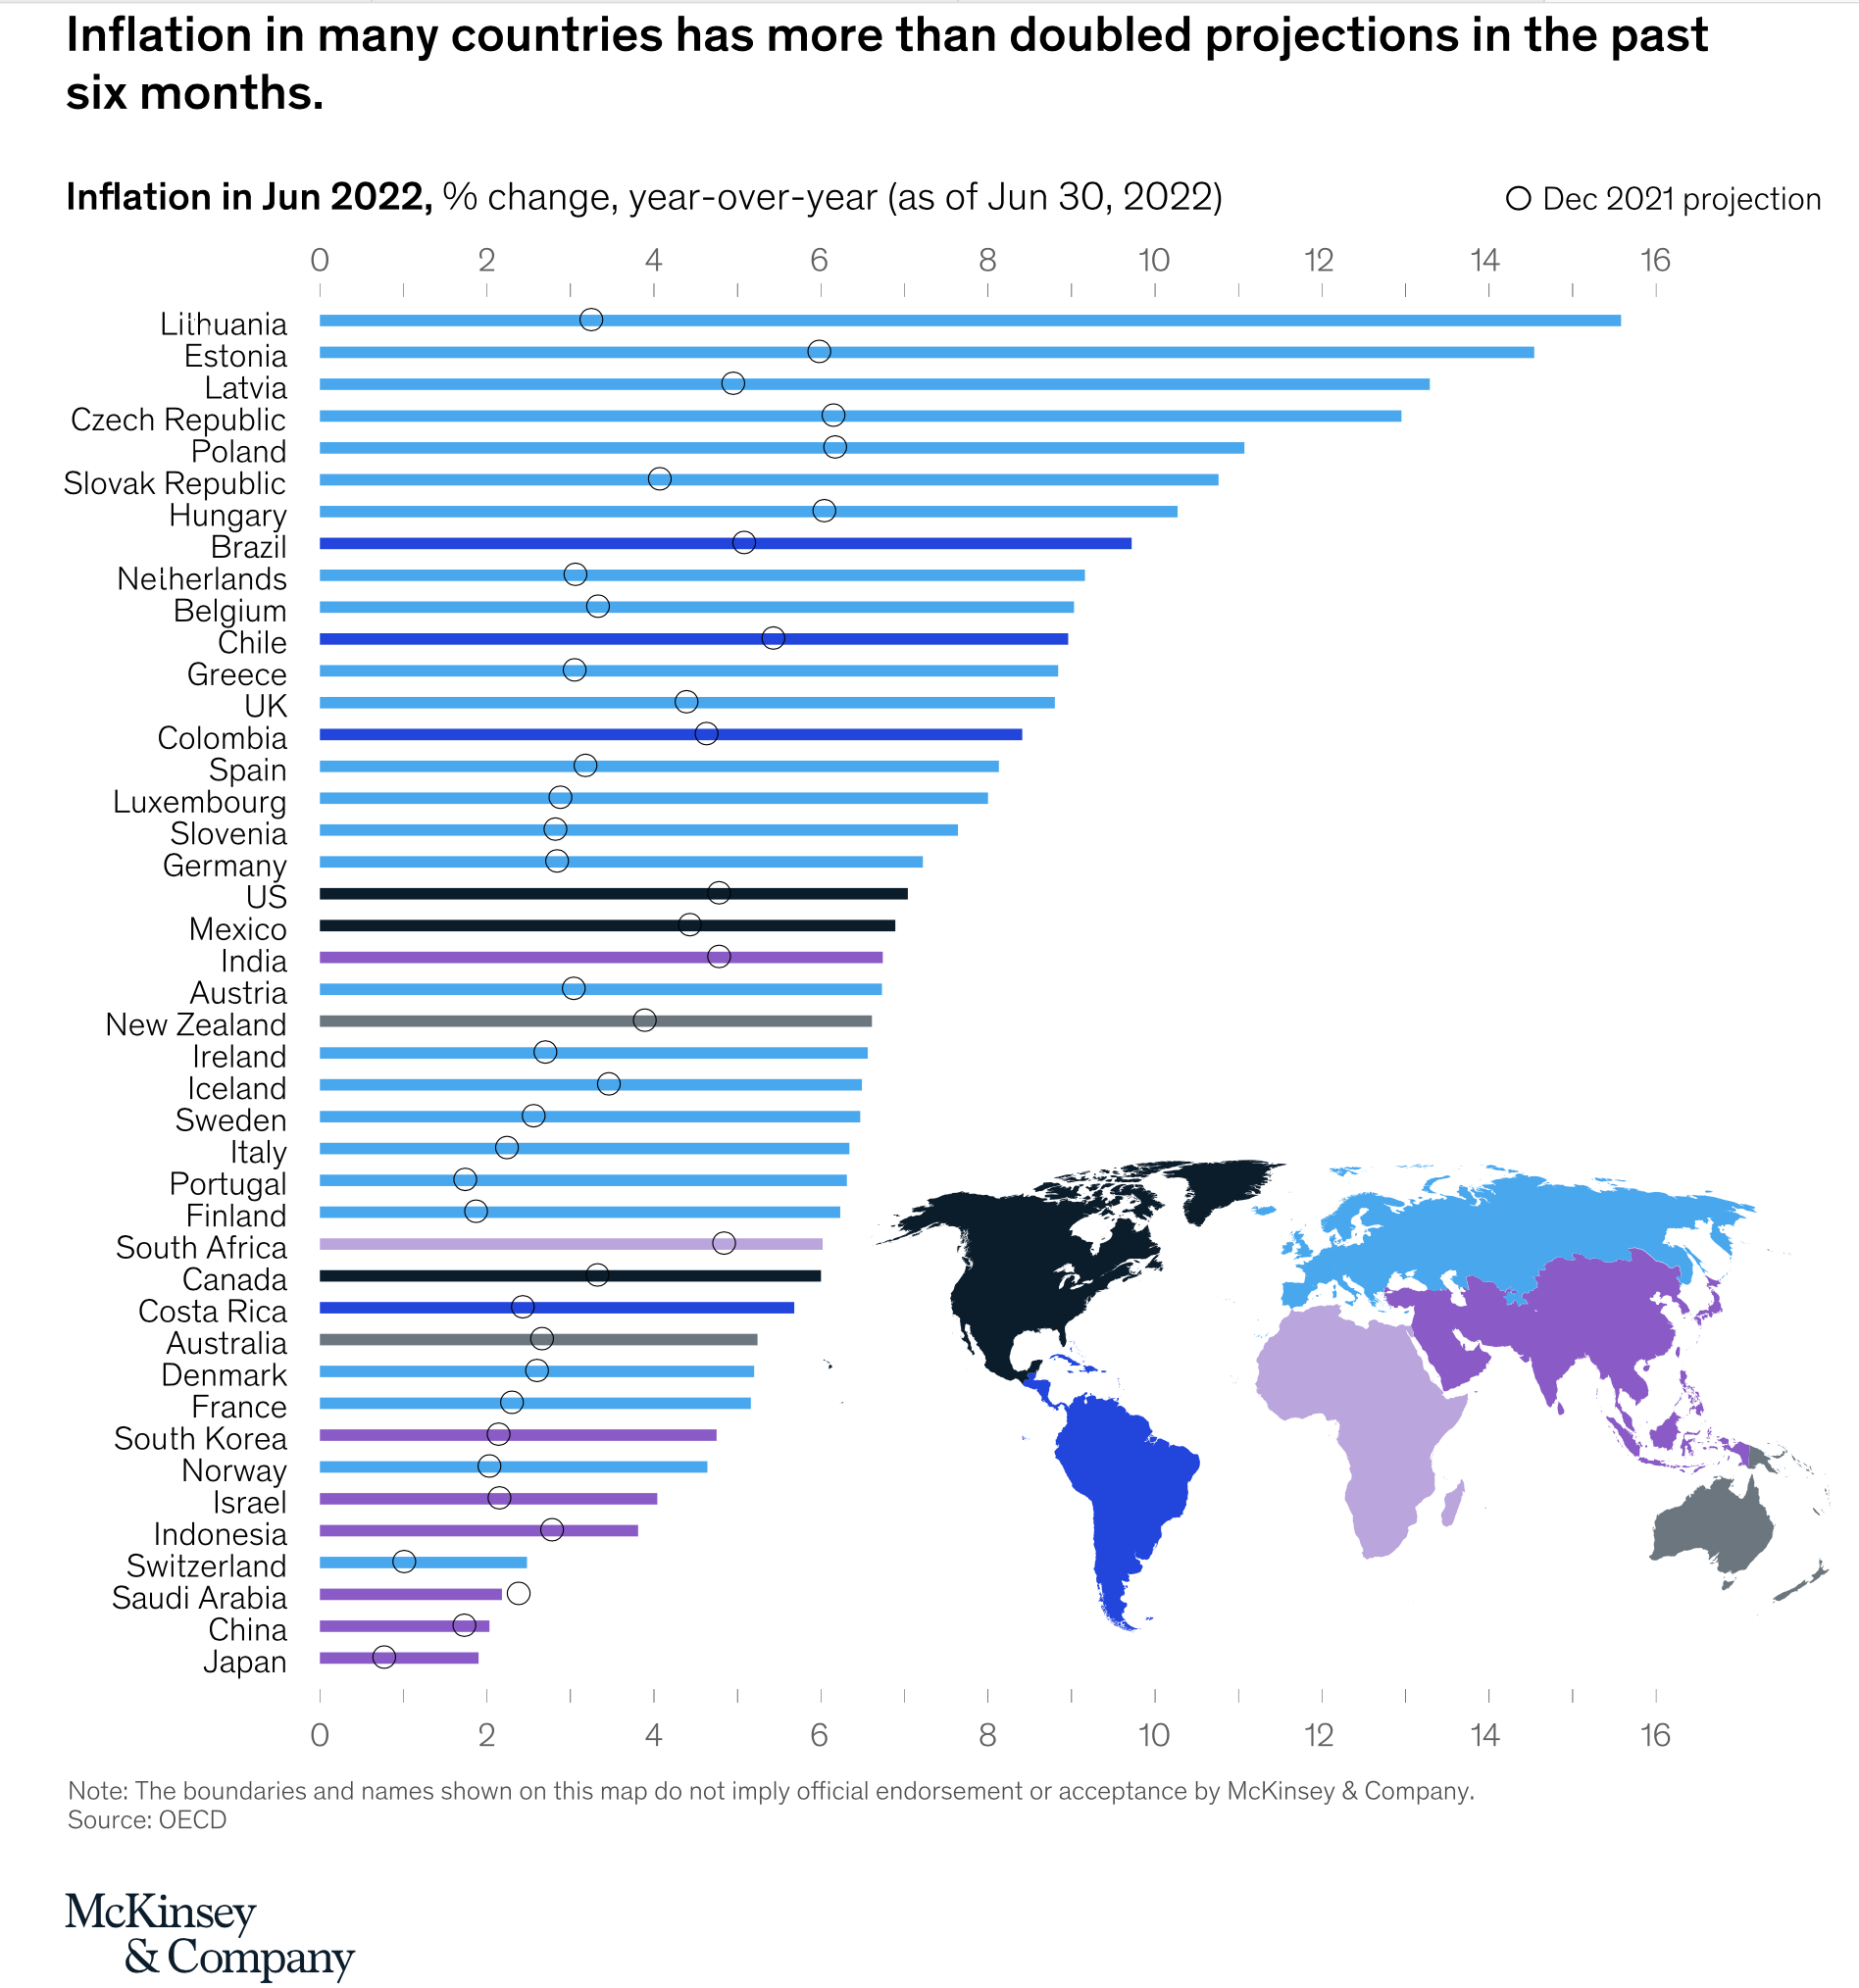 Inflation in many countries has more than doubled projections in the past
six months.
Inflation in Jun 2022, % change, year-over-year (as of Jun 30, 2022)
Dec 2021 projection
0 2 4 6 8 10 12 14 16
Lithuania
Estonia
Latvia
Czech Republic
Poland
Slovak Republic
Hungary
Brazil
Netherlands
Belgium
Chile
Greece
UK
Colombia
Spain
Luxembourg
Slovenia
Germany
US
Mexico
India
Austria
New Zealand
Ireland
Iceland
Sweden
Italy
Portugal
Finland
South Africa
Canada
Costa Rica
Australia
Denmark
France
South Korea
Norway
Israel
Indonesia
Switzerland
Saudi Arabia
China
Japan
0 2 4 6 8 10 12 14 16
Note: The boundaries and names shown on this map do not imply official endorsement or acceptance by McKinsey & Company.
Source: OECD
McKinsey
& Company